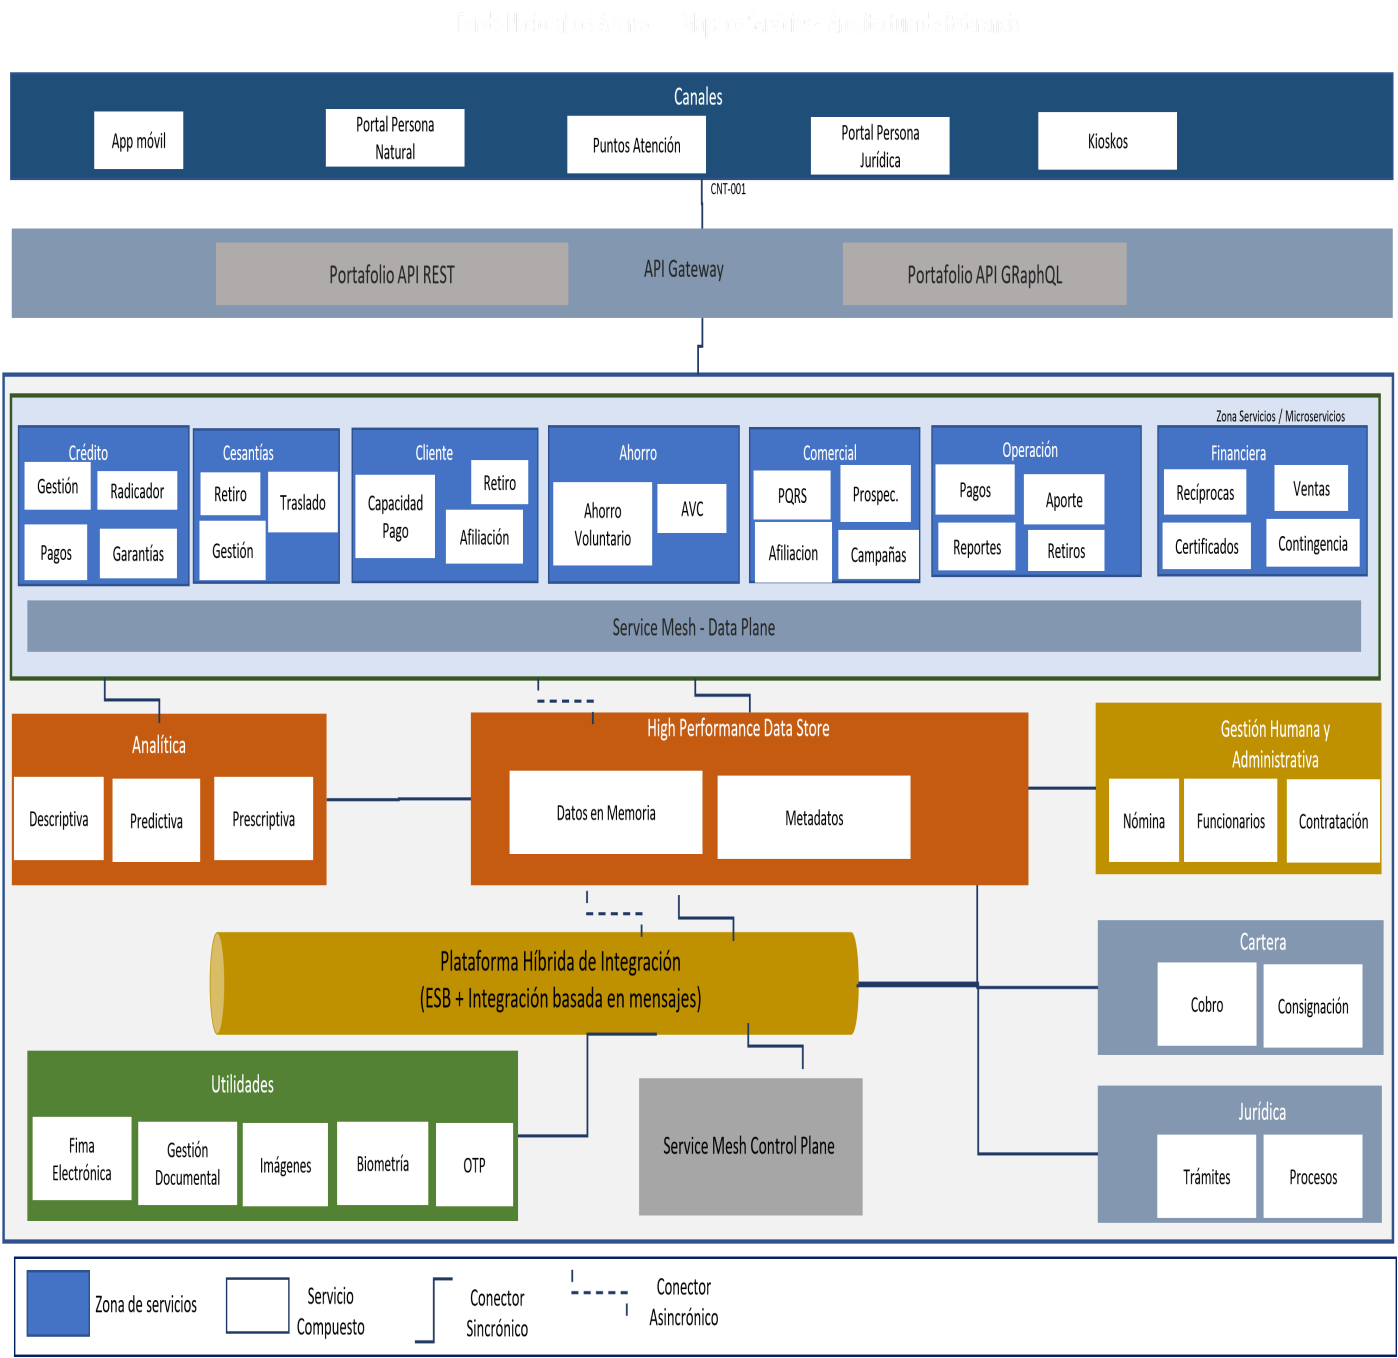 Canales
App móvil
Portal Persona
Natural
Puntos Atención
Portal Persona
Jurídica
Kioskos
CNT-001
Portafolio API REST
API Gateway
Portafolio API GRaphQL
Zona Servicios / Microservicios
Crédito
Gestión
Radicador
Pagos
Garantías
Cesantías
Retiro
Traslado
Gestión
Cliente
Capacidad
Pago
Retiro
Afiliación
Ahorro
Ahorro
Voluntario
AVC
Comercial
PQRS
Prospec.
Afiliacion
Campañas
Operación
Pagos
Aporte
Reportes
Retiros
Financiera
Recíprocas
Ventas
Certificados
Contingencia
Service Mesh - Data Plane
Analítica
Descriptiva
Predictiva
Prescriptiva
High Performance Data Store
Datos en Memoria
Metadatos
Gestión Humana y
Administrativa
Nómina
Funcionarios
Contratación
Plataforma Híbrida de Integración
(ESB + Integración basada en mensajes)
Cartera
Cobro
Consignación
Utilidades
Fima
Electrónica
Gestión
Documental
Imágenes
Biometría
OTP
Service Mesh Control Plane
Jurídica
Trámites
Procesos
Zona de servicios
Servicio
Compuesto
Conector
Sincrónico
Conector
Asincrónico